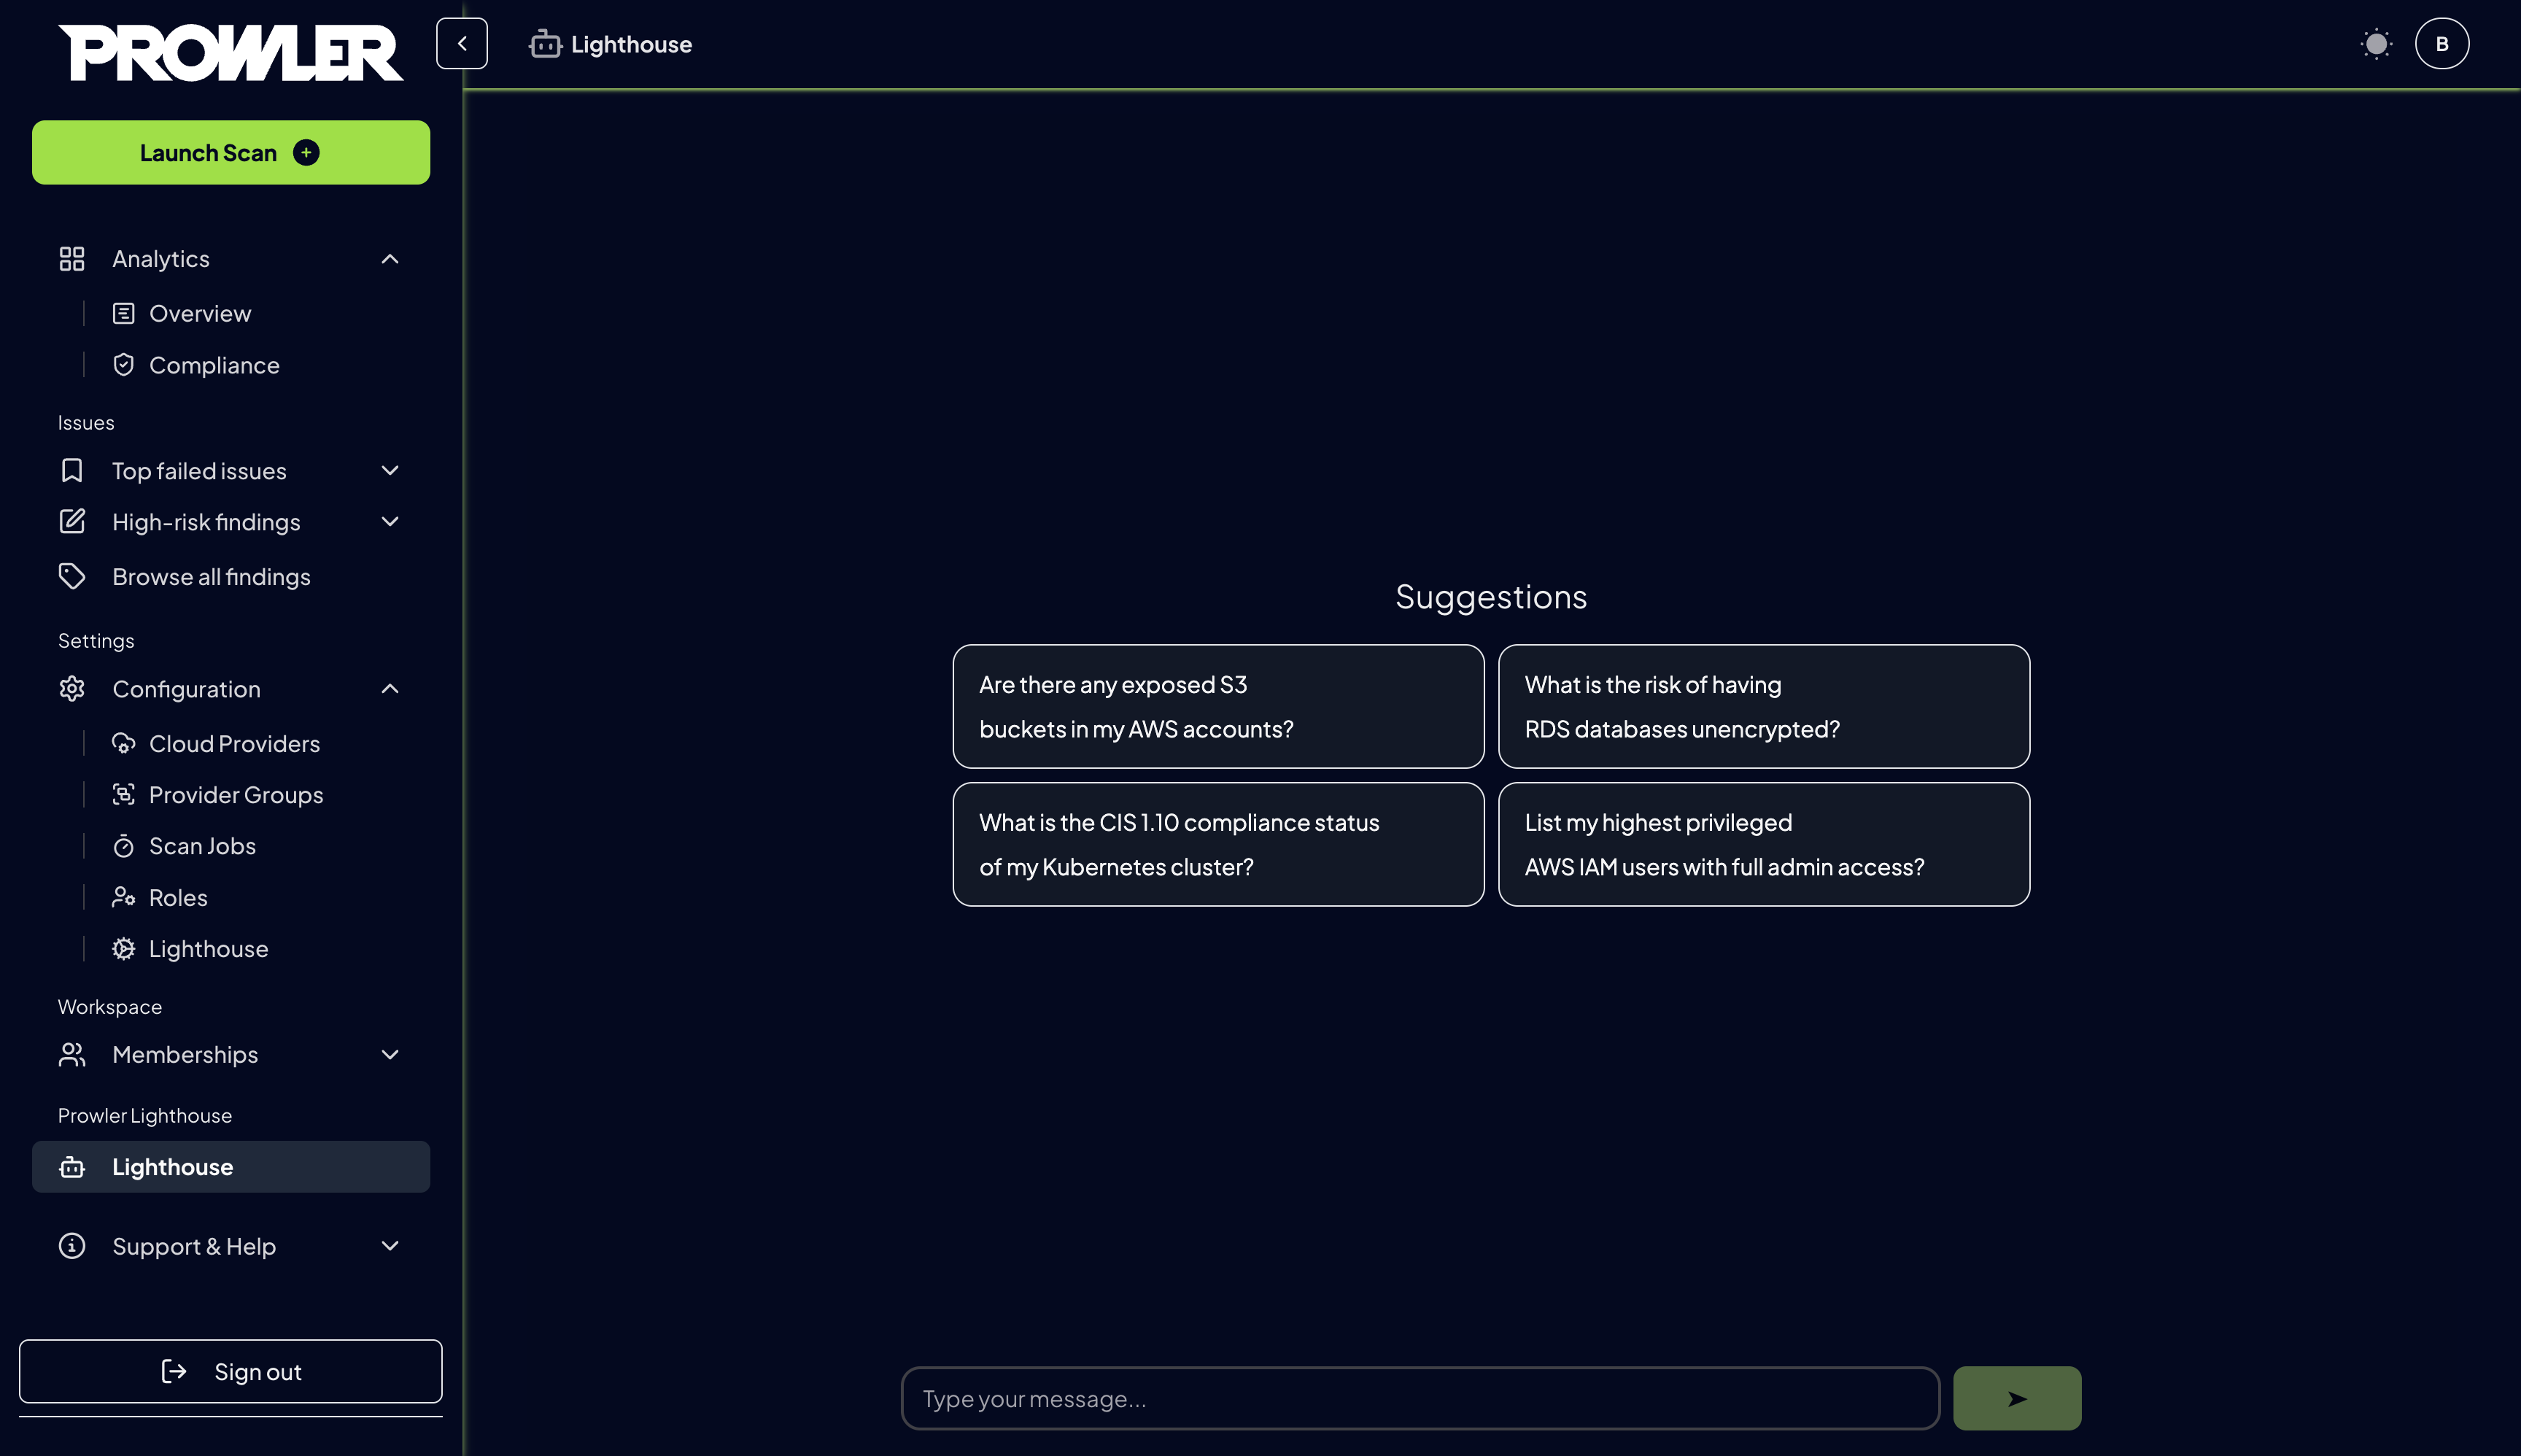 PROWLER
Launch Scan
Analytics
Overview
Compliance
Issues
Top failed issues
High-risk findings
Browse all findings
Settings
Configuration
Cloud Providers
Provider Groups
Scan Jobs
Roles
Lighthouse
Workspace
Memberships
Prowler Lighthouse
Lighthouse
Support & Help
Sign out
Lighthouse
B
Suggestions
Are there any exposed S3
buckets in my AWS accounts?
What is the risk of having
RDS databases unencrypted?
What is the CIS 1.10 compliance status
of my Kubernetes cluster?
List my highest privileged
AWS IAM users with full admin access?
Type your message...